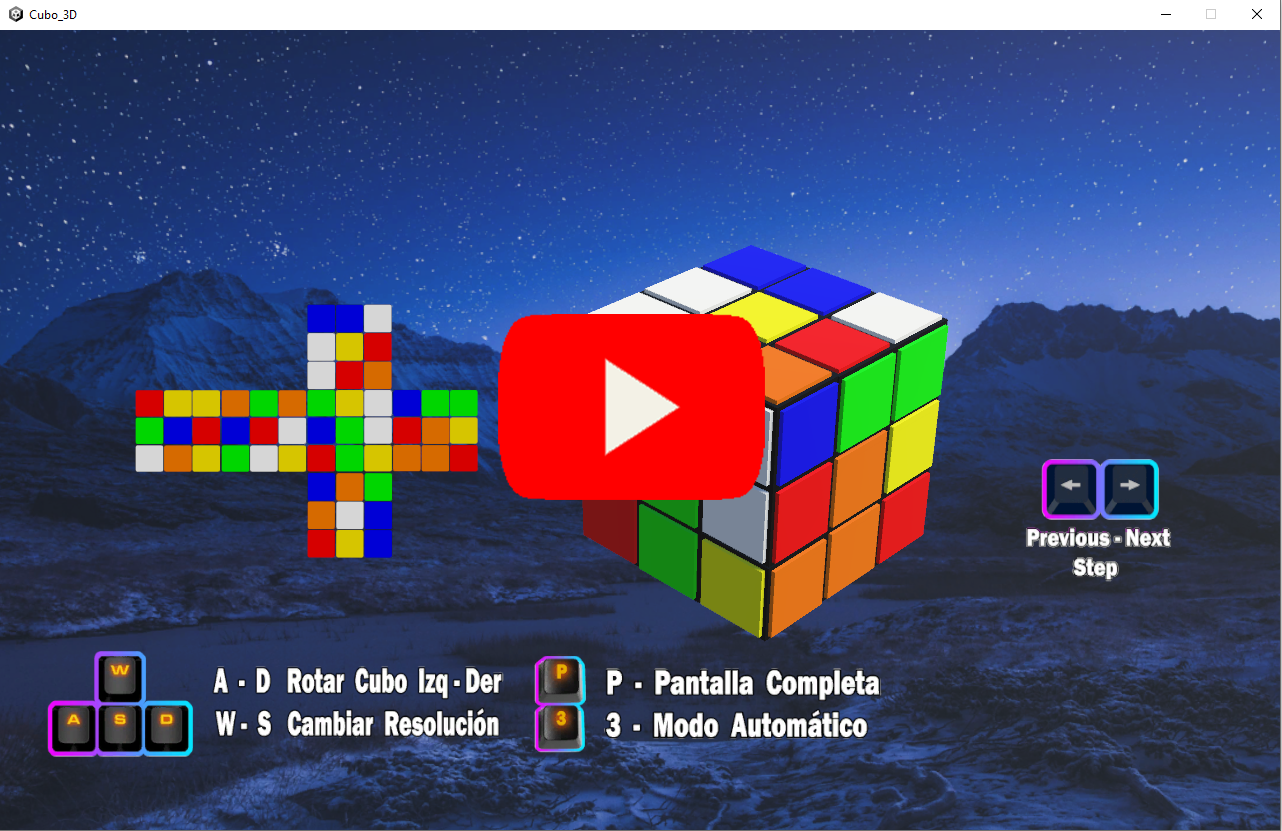 Cubo_3D
Previous - Next
Step
W
A S D
A - D Rotar Cubo Izq - Der
W - S Cambiar Resolución
P
3
P - Pantalla Completa
3 - Modo Automático